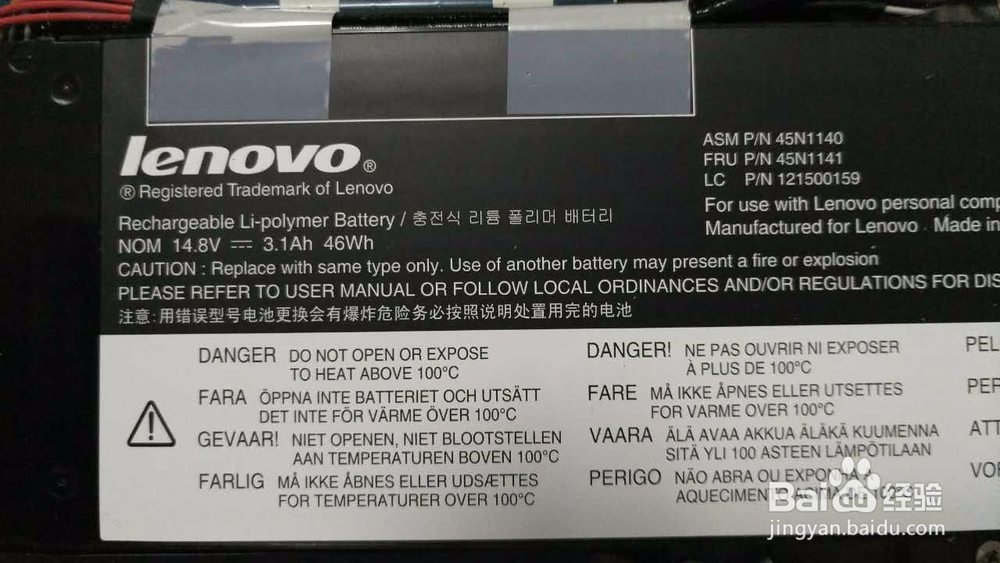 lenovo®
® Registered Trademark of Lenovo
ASM P/N 45N1140
FRU P/N 45N1141
LC P/N 121500159
Rechargeable Li-polymer Battery / 충전식 리튬 폴리머 배터리
For use with Lenovo personal
NOM 14.8V ⎓ 3.1Ah 46Wh
Manufactured for Lenovo. Made in
CAUTION : Replace with same type only. Use of another battery may present a fire or explosion
PLEASE REFER TO USER MANUAL OR FOLLOW LOCAL ORDINANCES AND/OR REGULATIONS FOR
注意:用错误型号电池更换会有爆炸危险务必按照说明处置用完的电池
DANGER DO NOT OPEN OR EXPOSE
TO HEAT ABOVE 100°C
FARA ÖPPNA INTE BATTERIET OCH UTSÄTT
DET INTE FÖR VÄRME ÖVER 100°C
GEVAAR! NIET OPENEN, NIET BLOOTSTELLEN
AAN TEMPERATUREN BOVEN 100°C
FARLIG MÅ IKKE ÅBNES ELLER UDSÆTTES
FOR TEMPERATURER OVER 100°C
DANGER! NE PAS OUVRIR NI EXPOSER
À PLUS DE 100°C
FARE MÅ IKKE ÅPNES ELLER UTSETTES
FOR VARME OVER 100°C
VAARA ÄLÄ AVAA AKKUA ÄLÄKÄ KUUMENNA
SITÄ YLI 100 ASTEEN LÄMPÖTILAAN
PERIGO NÃO ABRA OU
Baidu 经验
jingyan.baidu.com